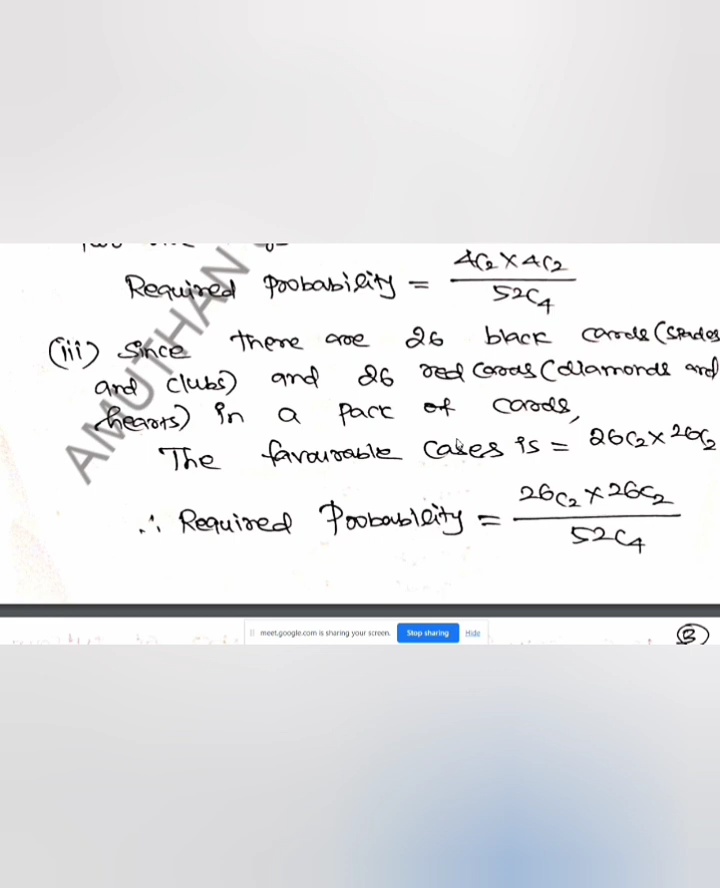 Required Probability = 4C2 X 4C2 / 52C4
(iii) Since there are 26 black cards (spades
and clubs) and 26 red cards (diamonds and
hearts) in a pack of cards,
The favourable cases is = 26C2 x 26C2
∴ Required Probability = 26C2 X 26C2 / 52C4
AMUTHAN
meet.google.com is sharing your screen. Stop sharing Hide
3